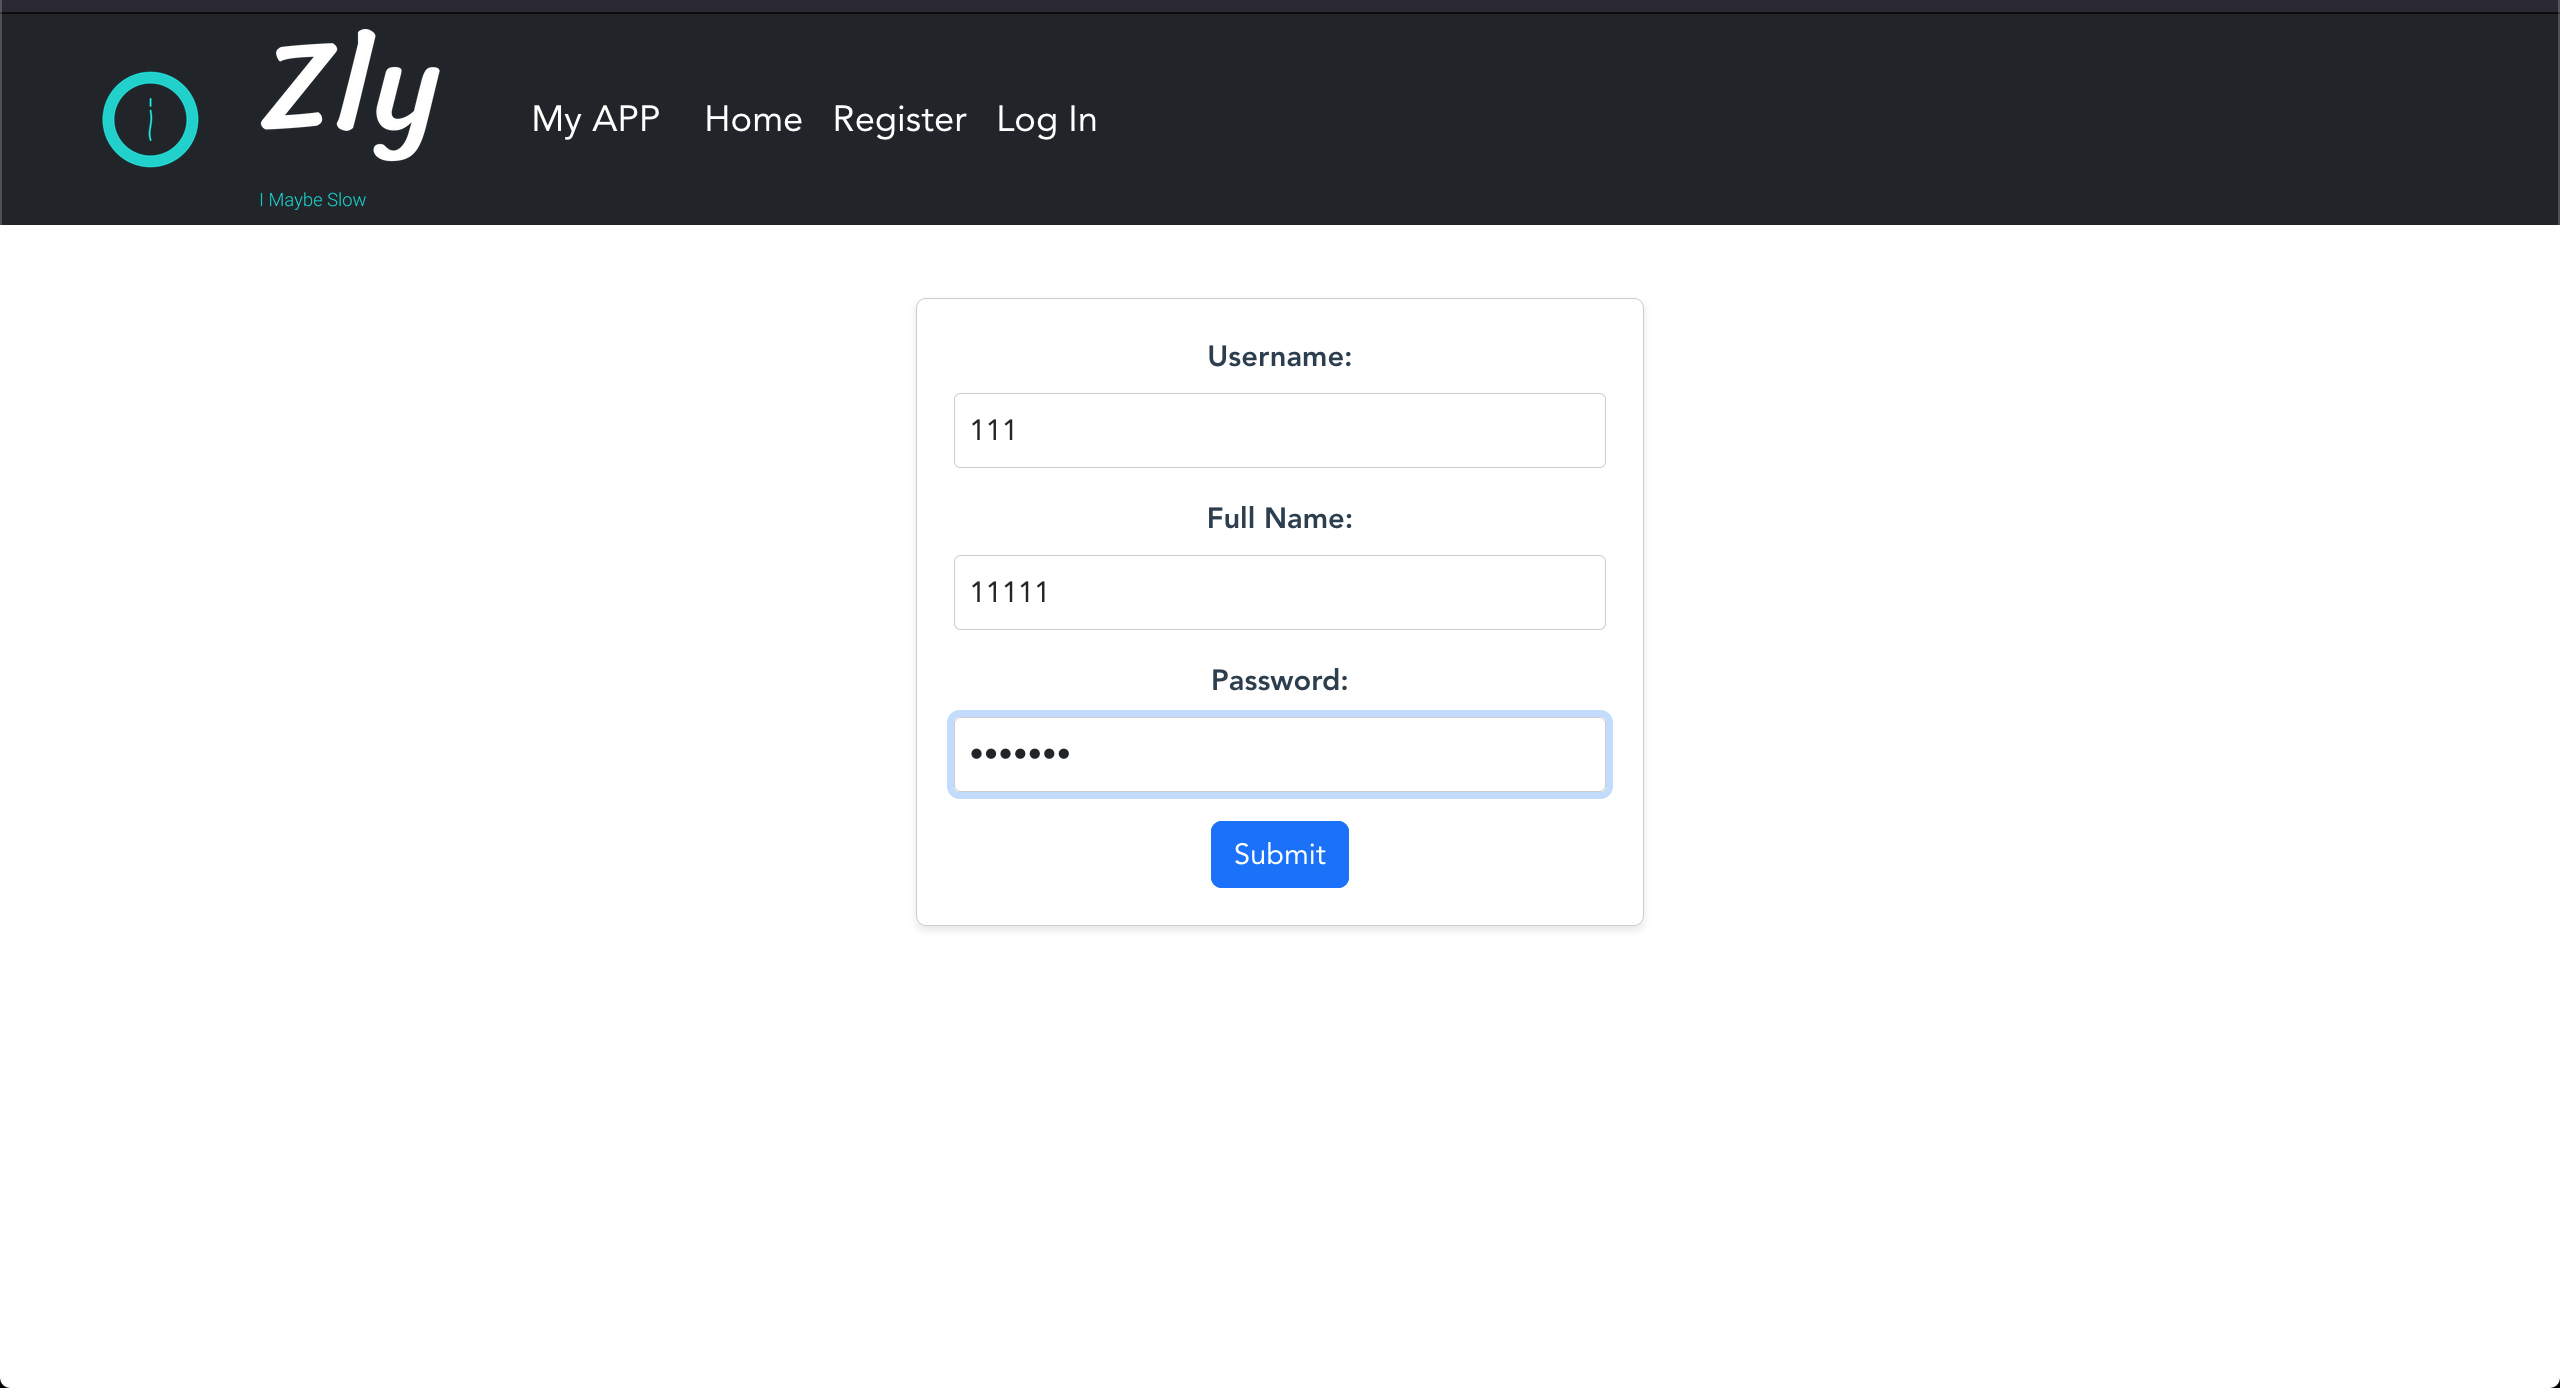 Zly
I Maybe Slow
My APP Home Register Log In
Username:
111
Full Name:
11111
Password:
•••••••
Submit